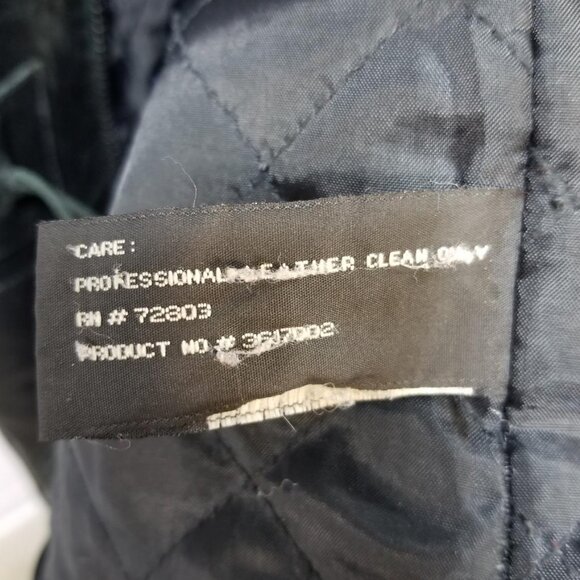 CARE:
PROFESSIONAL LEATHER CLEAN ONLY
RN # 72803
PRODUCT NO #